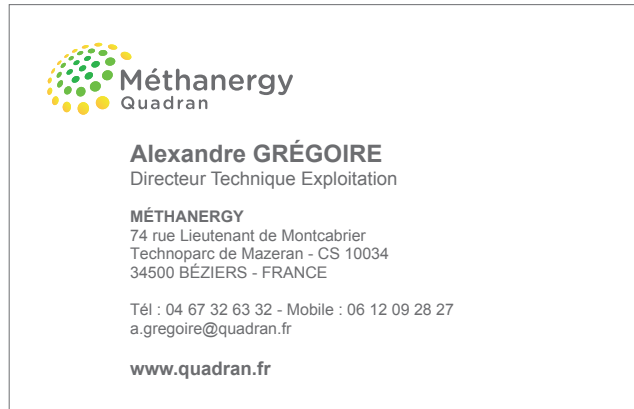 Méthanergy
Quadran
Alexandre GRÉGOIRE
Directeur Technique Exploitation
MÉTHANERGY
74 rue Lieutenant de Montcabrier
Technoparc de Mazeran - CS 10034
34500 BÉZIERS - FRANCE
Tél : 04 67 32 63 32 - Mobile : 06 12 09 28 27
a.gregoire@quadran.fr
www.quadran.fr